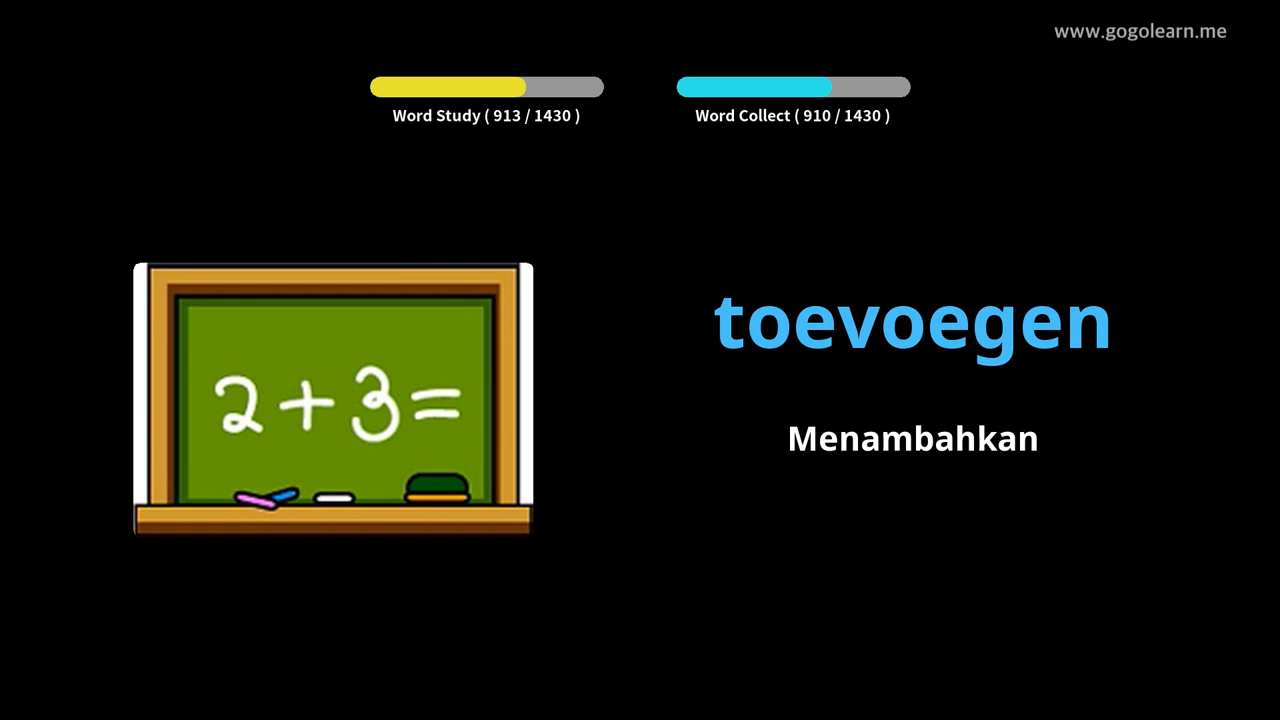 www.gogolearn.me
Word Study ( 913 / 1430 )
Word Collect ( 910 / 1430 )
2 + 3 =
toevoegen
Menambahkan